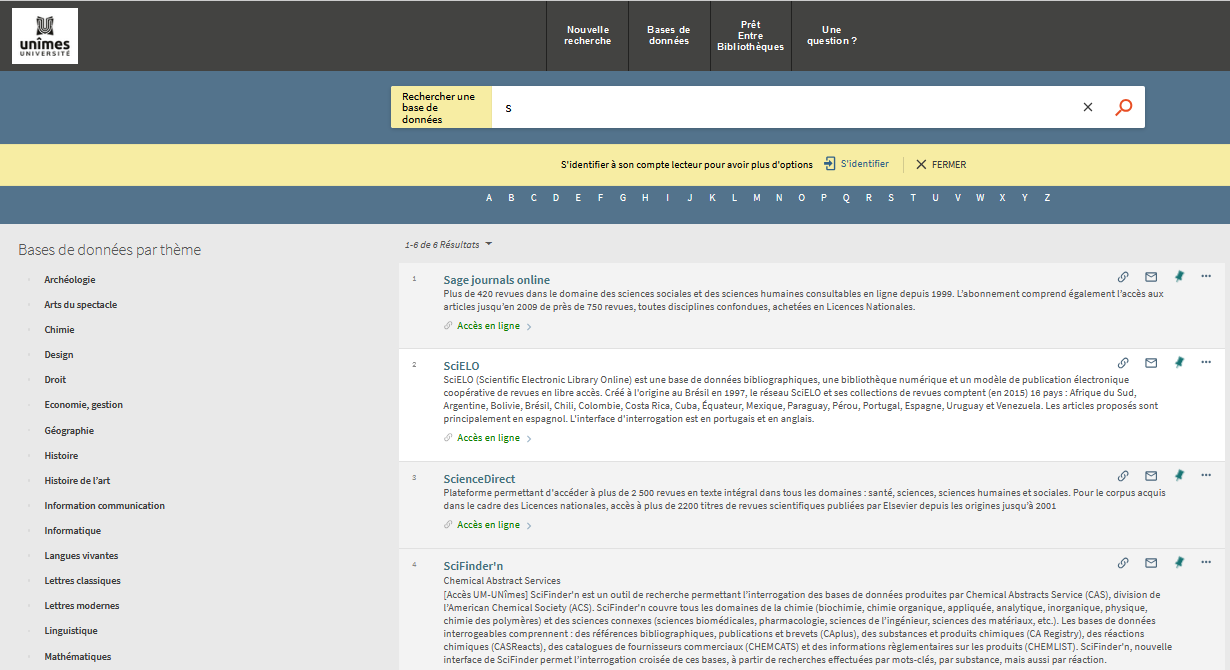 unîmes
UNIVERSITÉ
Nouvelle
recherche
Bases de
données
Prêt
Entre
Bibliothèques
Une
question ?
Rechercher une
base de
données
s
S'identifier à son compte lecteur pour avoir plus d'options
S'identifier
FERMER
A B C D E F G H I J K L M N O P Q R S T U V W X Y Z
Bases de données par thème
Archéologie
Arts du spectacle
Chimie
Design
Droit
Economie, gestion
Géographie
Histoire
Histoire de l'art
Information communication
Informatique
Langues vivantes
Lettres classiques
Lettres modernes
Linguistique
Mathématiques
1-6 de 6 Résultats
1
Sage journals online
Plus de 420 revues dans le domaine des sciences sociales et des sciences humaines consultables en ligne depuis 1999. L'abonnement comprend également l'accès aux
articles jusqu'en 2009 de près de 750 revues, toutes disciplines confondues, achetées en Licences Nationales.
Accès en ligne
2
SciELO
SciELO (Scientific Electronic Library Online) est une base de données bibliographiques, une bibliothèque numérique et un modèle de publication électronique
coopérative de revues en libre accès. Créé à l'origine au Brésil en 1997, le réseau SciELO et ses collections de revues comptent (en 2015) 16 pays : Afrique du Sud,
Argentine, Bolivie, Brésil, Chili, Colombie, Costa Rica, Cuba, Équateur, Mexique, Paraguay, Pérou, Portugal, Espagne, Uruguay et Venezuela. Les articles proposés sont
principalement en espagnol. L'interface d'interrogation est en portugais et en anglais.
Accès en ligne
3
ScienceDirect
Plateforme permettant d'accéder à plus de 2 500 revues en texte intégral dans tous les domaines : santé, sciences, sciences humaines et sociales. Pour le corpus acquis
dans le cadre des Licences nationales, accès à plus de 2200 titres de revues scientifiques publiées par Elsevier depuis les origines jusqu'à 2001
Accès en ligne
4
SciFinder'n
Chemical Abstract Services
[Accès UM-UNîmes] SciFinder'n est un outil de recherche permettant l'interrogation des bases de données produites par Chemical Abstracts Service (CAS), division de
l'American Chemical Society (ACS). SciFinder'n couvre tous les domaines de la chimie (biochimie, chimie organique, appliquée, analytique, inorganique, physique,
chimie des polymères) et des sciences connexes (sciences biomédicales, pharmacologie, sciences de l'ingénieur, sciences des matériaux, etc.). Les bases de données
interrogeables comprennent : des références bibliographiques, publications et brevets (CAplus), des substances et produits chimiques (CA Registry), des réactions
chimiques (CASReacts), des catalogues de fournisseurs commerciaux (CHEMCATS) et des informations règlementaires sur les produits (CHEMLIST). SciFinder'n, nouvelle
interface de SciFinder permet l'interrogation croisée de ces bases, à partir de recherches effectuées par mots-clés, par substance, mais aussi par réaction.